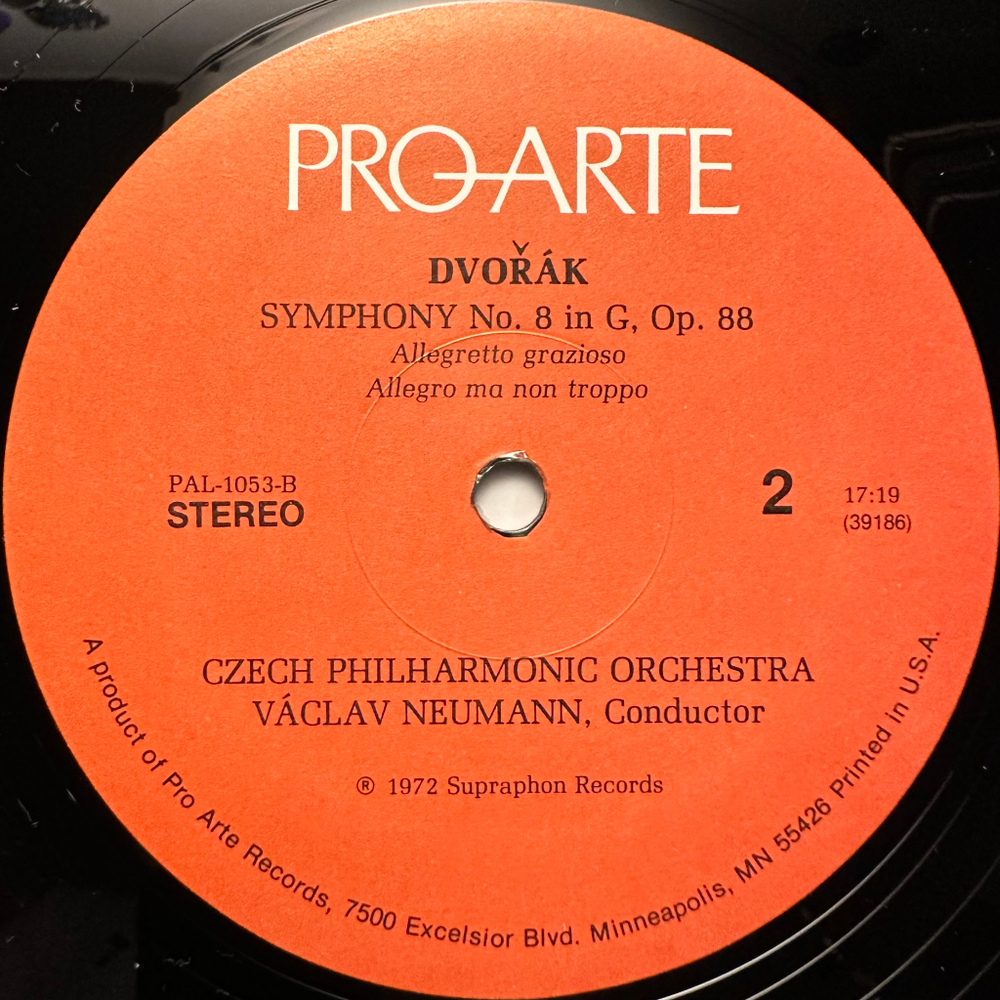 PRO ARTE
DVOŘÁK
SYMPHONY No. 8 in G, Op. 88
Allegretto grazioso
Allegro ma non troppo
PAL-1053-B
STEREO
2
17:19
(39186)
CZECH PHILHARMONIC ORCHESTRA
VÁCLAV NEUMANN, Conductor
® 1972 Supraphon Records
A product of Pro Arte Records, 7500 Excelsior Blvd. Minneapolis, MN 55426 Printed in U.S.A.